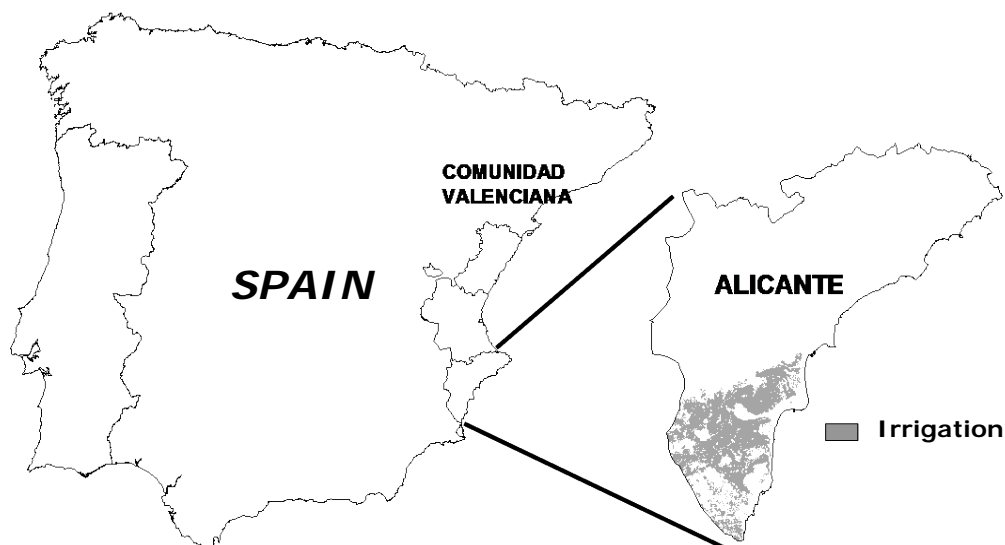 COMUNIDAD
VALENCIANA
SPAIN
ALICANTE
Irrigation